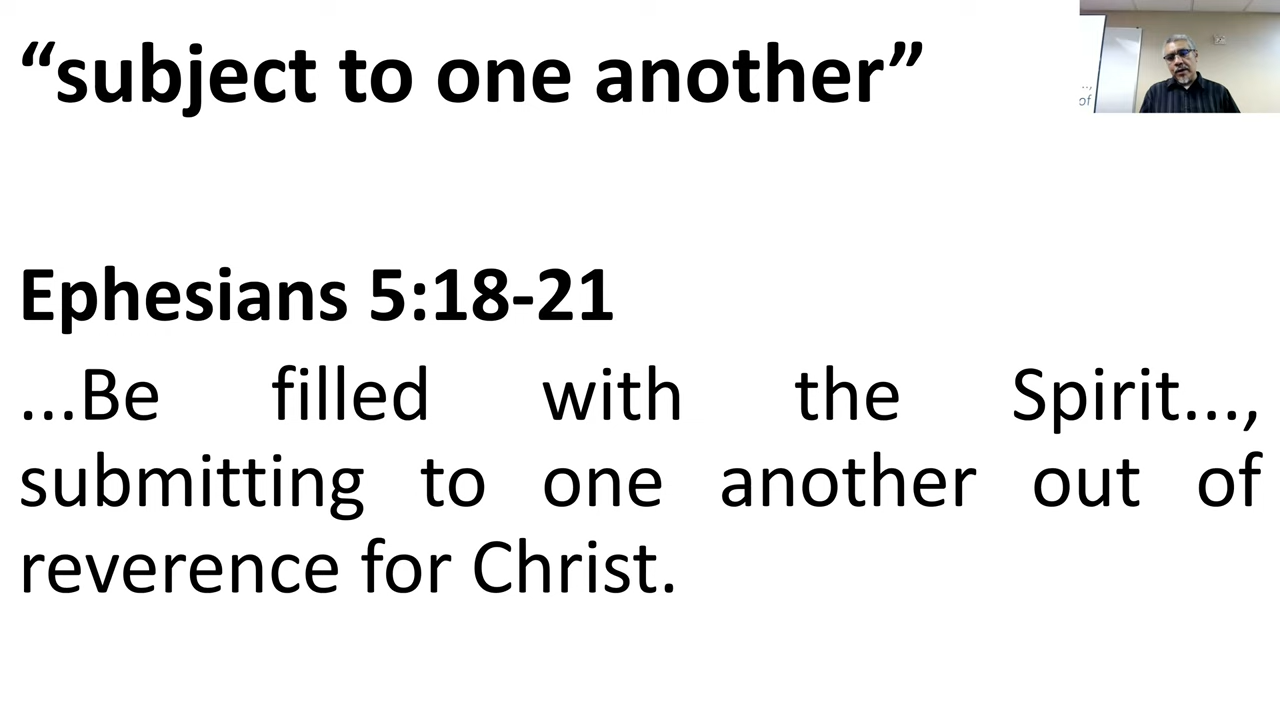 “subject to one another”
Ephesians 5:18-21
...Be filled with the Spirit...,
submitting to one another out of
reverence for Christ.
..,
of